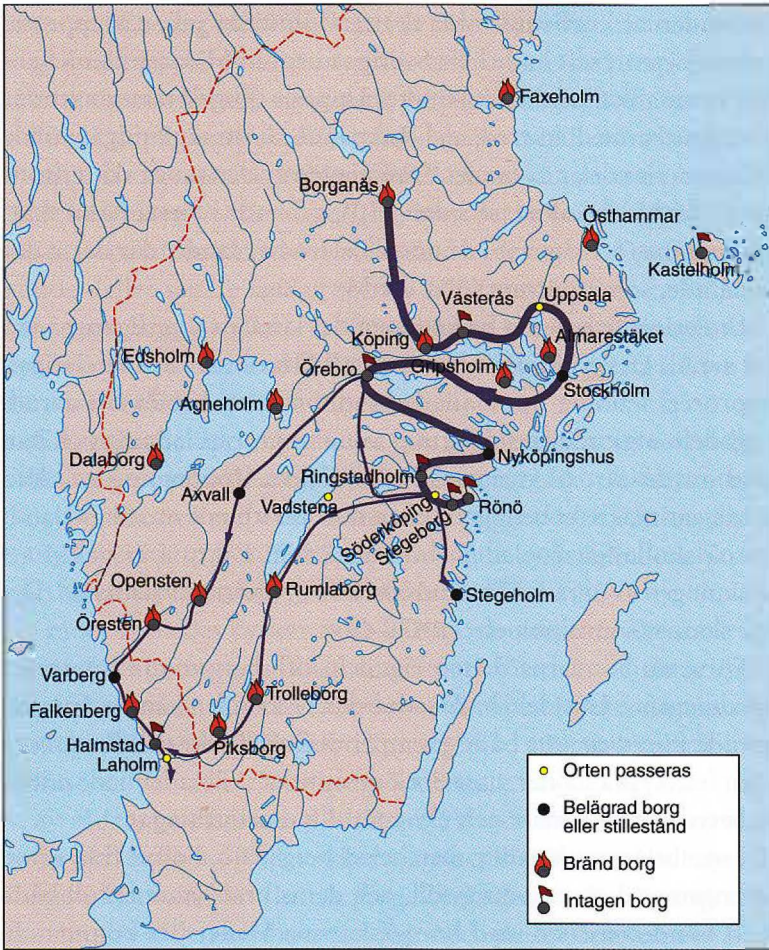 Faxeholm
Borganäs
Östhammar
Kastelholm
Uppsala
Västerås
Köping
Almarestäket
Edsholm
Gripsholm
Örebro
Stockholm
Agneholm
Nyköpingshus
Dalaborg
Ringstadholm
Axvall
Vadstena
Rönö
Söderköping
Stegeborg
Opensten
Rumlaborg
Stegeholm
Öresten
Varberg
Trolleborg
Falkenberg
Piksborg
Halmstad
Laholm
Orten passeras
Belägrad borg
eller stillestånd
Bränd borg
Intagen borg